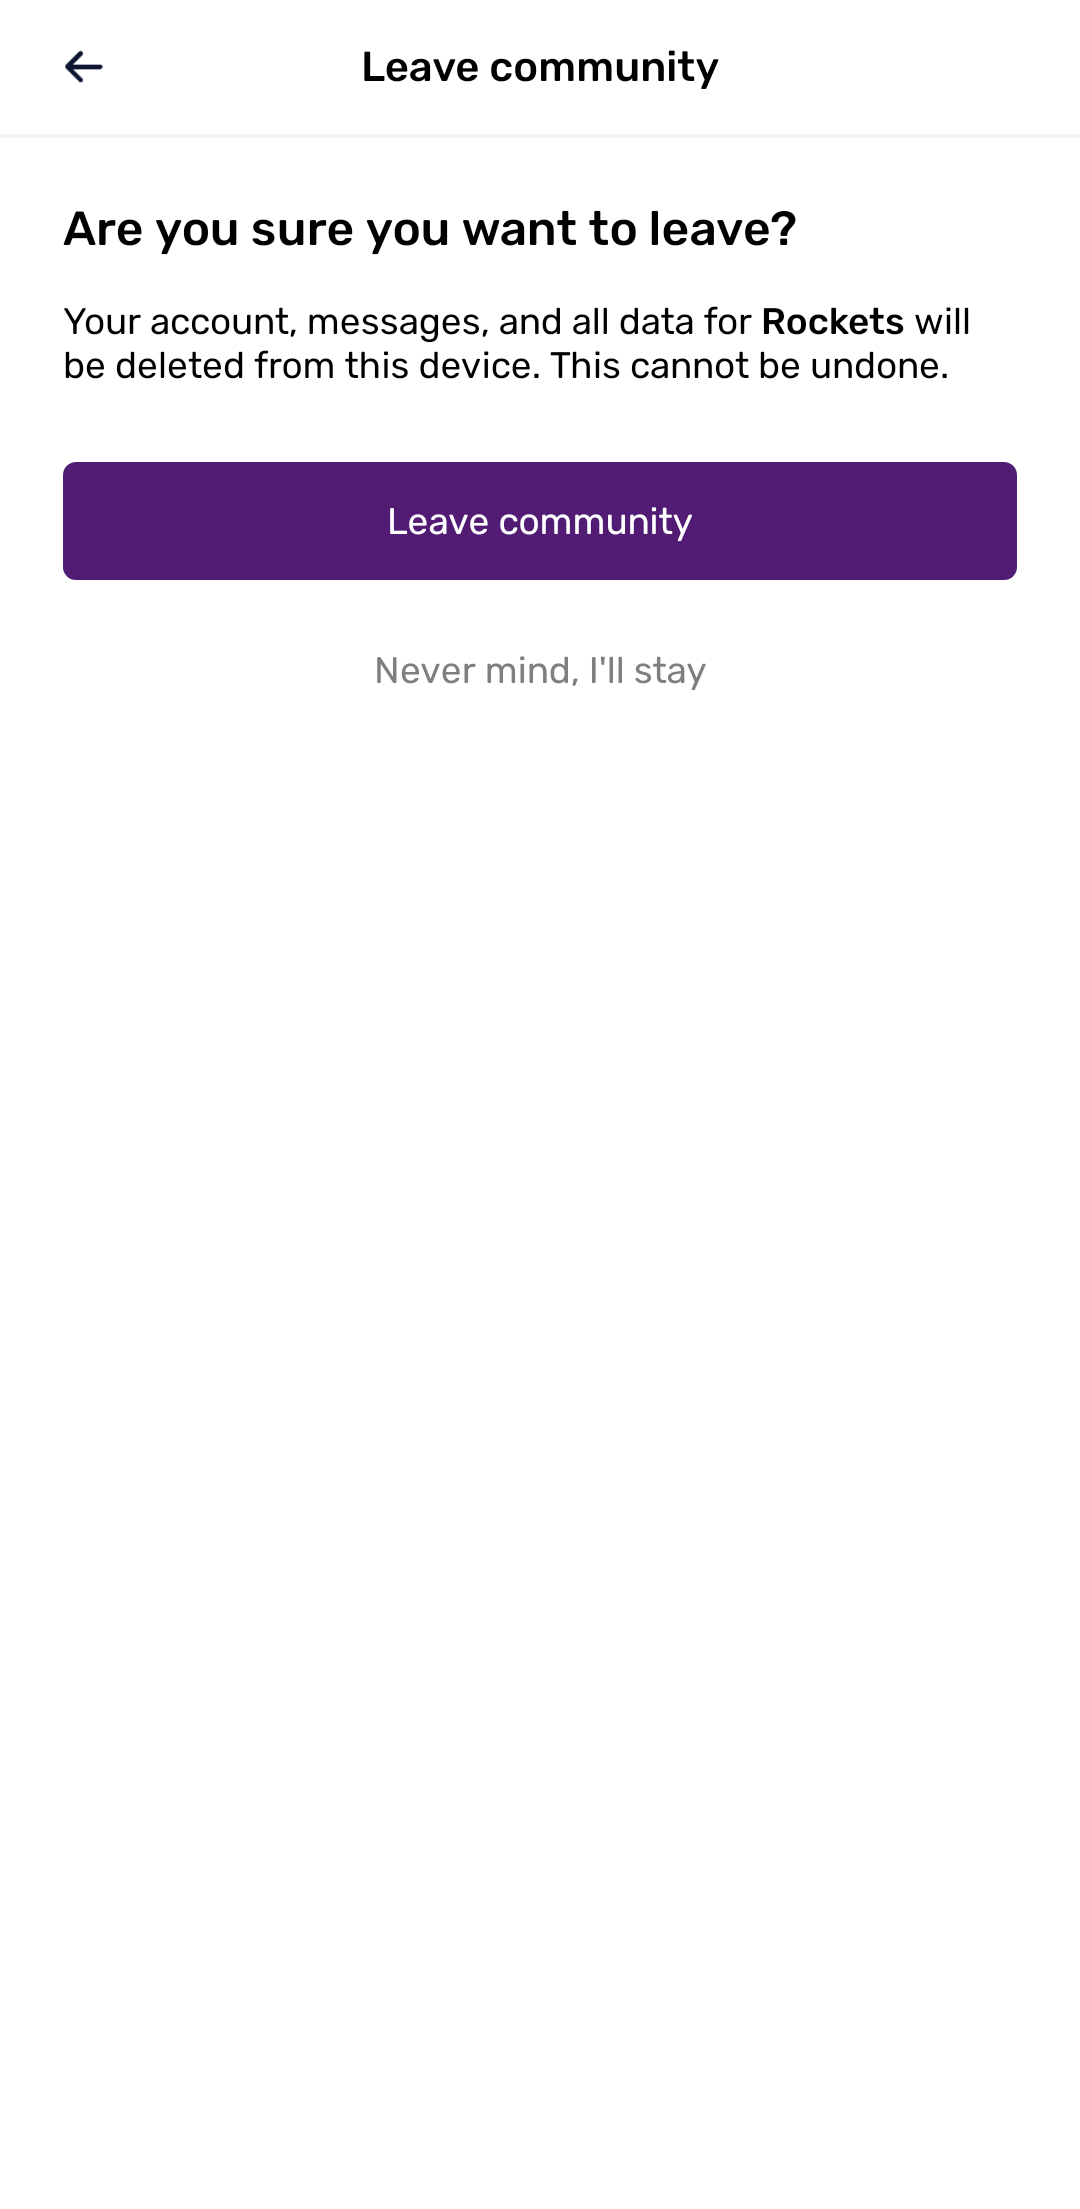 Leave community
Are you sure you want to leave?
Your account, messages, and all data for Rockets will
be deleted from this device. This cannot be undone.
Leave community
Never mind, I'll stay